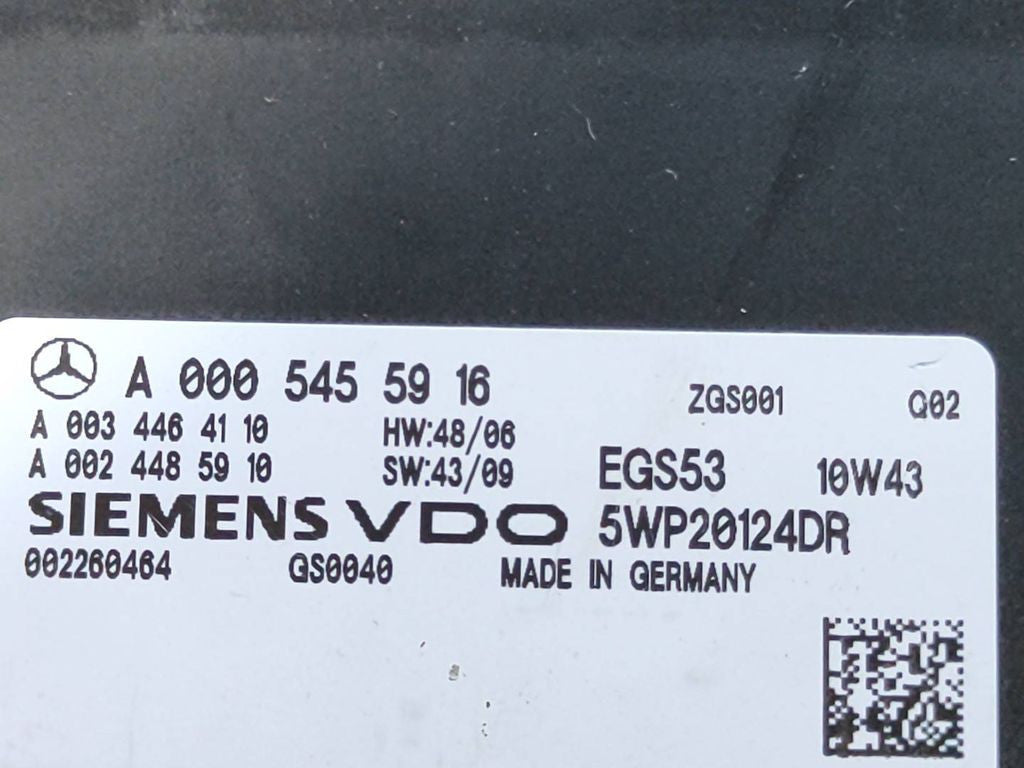 A 000 545 59 16 ZGS001 Q02
A 003 446 41 10 HW:48/06
A 002 448 59 10 SW:43/09 EGS53 10W43
SIEMENS VDO 5WP20124DR
002260464 GS0040 MADE IN GERMANY